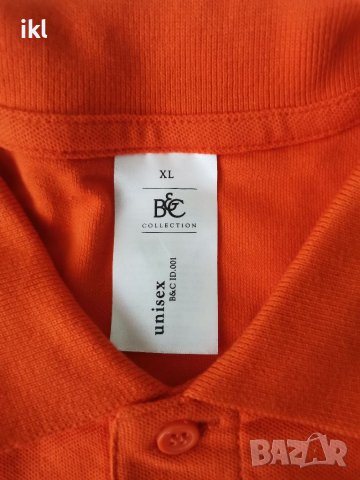 ikl
XL
B&C
COLLECTION
unisex
B&C ID.001
BAZAR